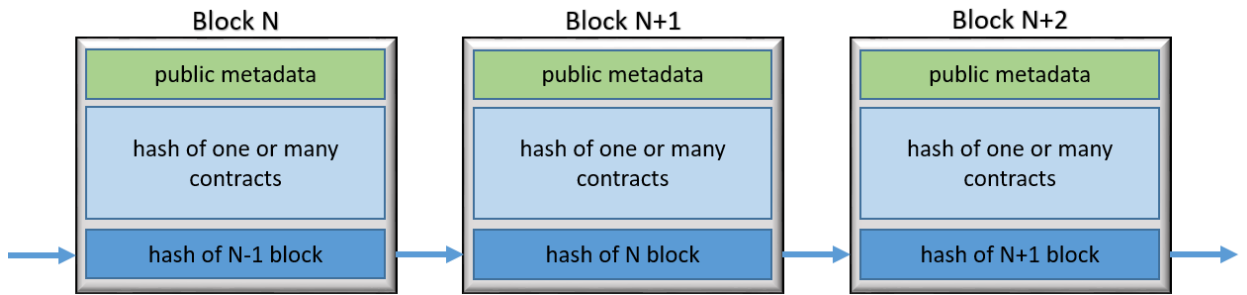 Block N
public metadata
hash of one or many
contracts
hash of N-1 block
Block N+1
public metadata
hash of one or many
contracts
hash of N block
Block N+2
public metadata
hash of one or many
contracts
hash of N+1 block